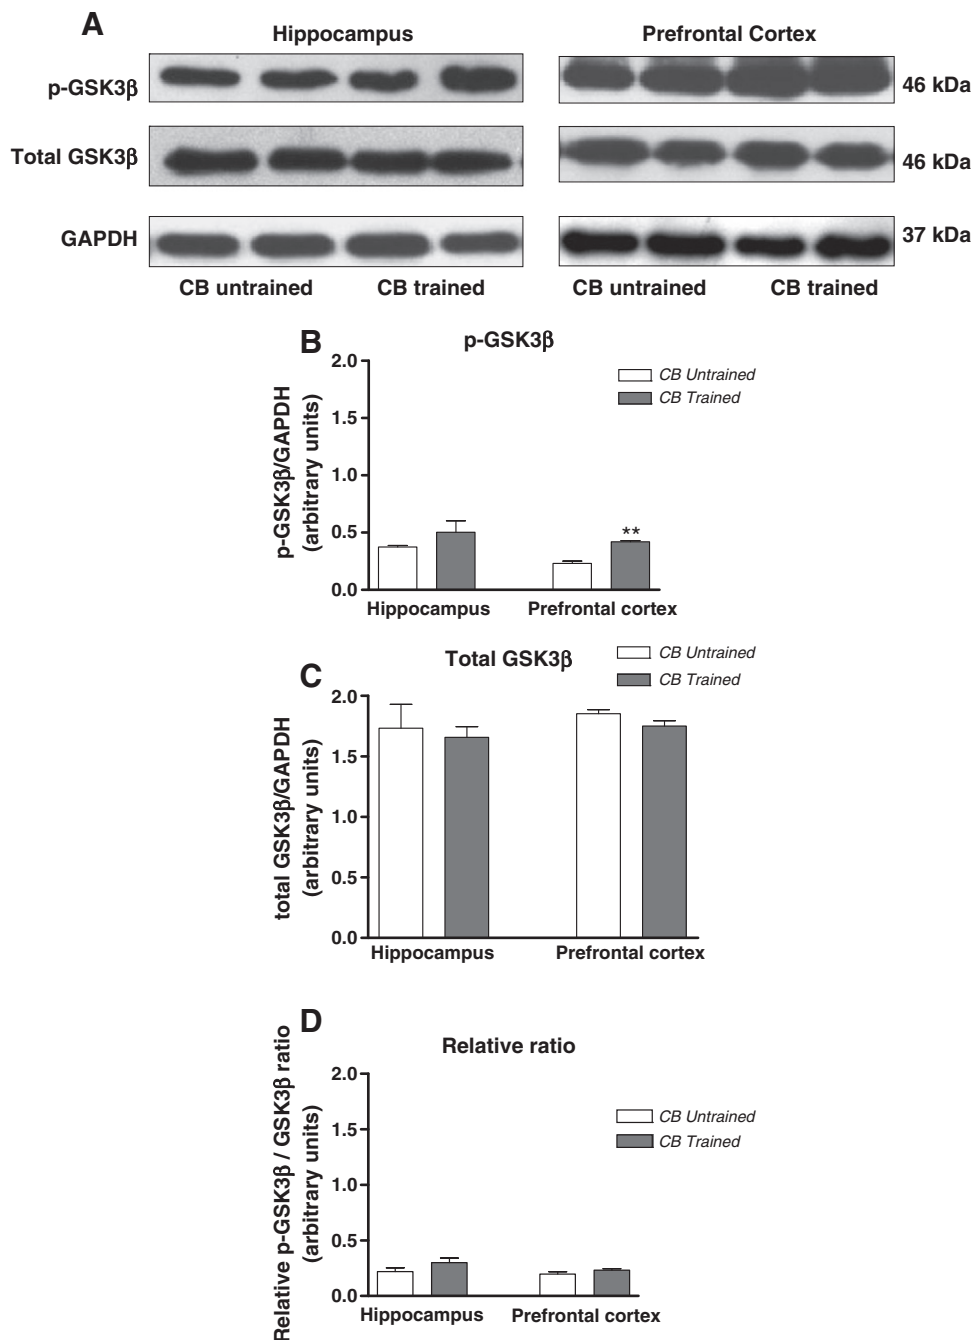 A
Hippocampus
Prefrontal Cortex
p-GSK3β
46 kDa
Total GSK3β
46 kDa
GAPDH
37 kDa
CB untrained
CB trained
CB untrained
CB trained
B
p-GSK3β
CB Untrained
CB Trained
p-GSK3β/GAPDH
(arbitrary units)
2.0
1.5
1.0
0.5
0.0
**
Hippocampus
Prefrontal cortex
C
Total GSK3β
CB Untrained
CB Trained
total GSK3β/GAPDH
(arbitrary units)
2.0
1.5
1.0
0.5
0.0
Hippocampus
Prefrontal cortex
D
Relative ratio
CB Untrained
CB Trained
Relative p-GSK3β / GSK3β ratio
(arbitrary units)
2.0
1.5
1.0
0.5
0.0
Hippocampus
Prefrontal cortex